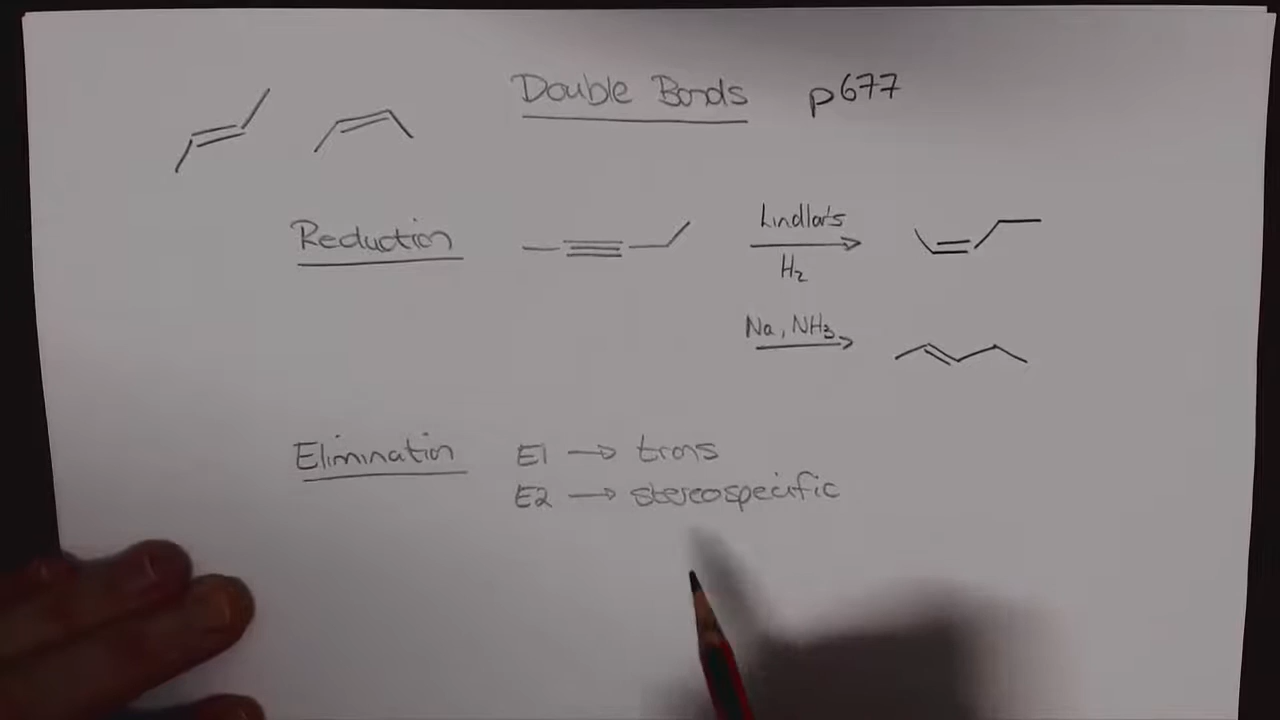 Double Bonds p677
Reduction
Lindlar's
H₂
Na, NH₃
Elimination E1 → trans
E2 → stereospecific